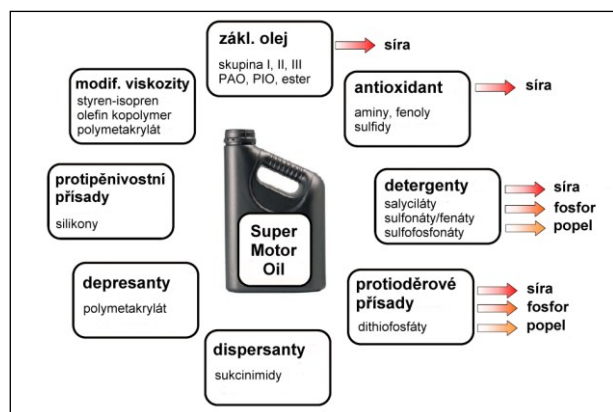 zákl. olej
skupina I, II, III
PAO, PIO, ester
síra
antioxidant
aminy, fenoly
sulfidy
síra
detergenty
salyciláty
sulfonáty/fenáty
sulfofosfonáty
síra
fosfor
popel
protioděrové
přísady
dithiofosfáty
síra
fosfor
popel
dispersanty
sukcinimidy
depresanty
polymetakrylát
protipěnivostní
přísady
silikony
modif. viskozity
styren-isopren
olefin kopolymer
polymetakrylát
Super
Motor
Oil